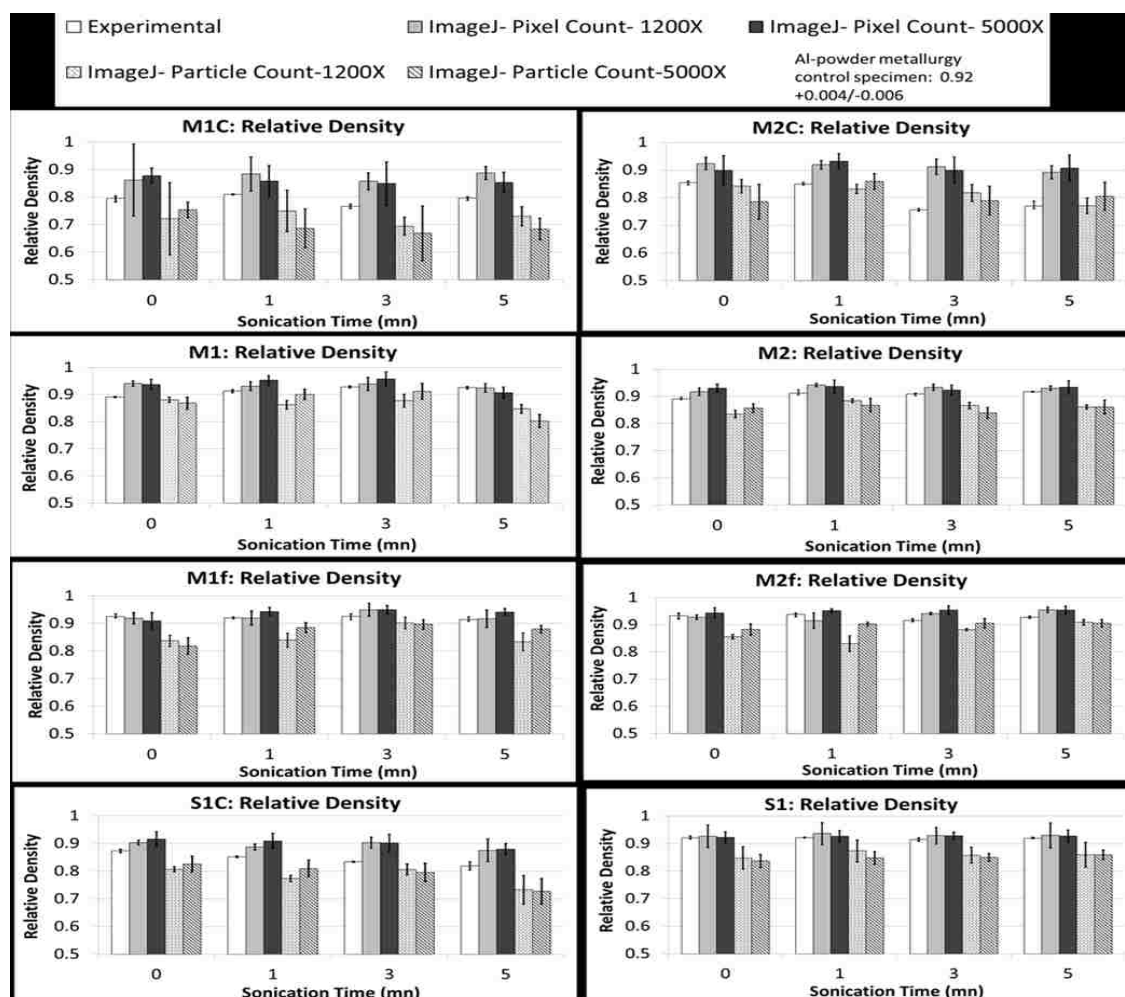 Experimental
ImageJ- Pixel Count- 1200X
ImageJ- Pixel Count- 5000X
ImageJ- Particle Count-1200X
ImageJ- Particle Count-5000X
Al-powder metallurgy
control specimen: 0.92
+0.004/-0.006
M1C: Relative Density
Relative Density
1
0.9
0.8
0.7
0.6
0.5
0 1 3 5
Sonication Time (mn)
M2C: Relative Density
Relative Density
1
0.9
0.8
0.7
0.6
0.5
0 1 3 5
Sonication Time (mn)
M1: Relative Density
Relative Density
1
0.9
0.8
0.7
0.6
0.5
0 1 3 5
Sonication Time (mn)
M2: Relative Density
Relative Density
1
0.9
0.8
0.7
0.6
0.5
0 1 3 5
Sonication Time (mn)
M1f: Relative Density
Relative Density
1
0.9
0.8
0.7
0.6
0.5
0 1 3 5
Sonication Time (mn)
M2f: Relative Density
Relative Density
1
0.9
0.8
0.7
0.6
0.5
0 1 3 5
Sonication Time (mn)
S1C: Relative Density
Relative Density
1
0.9
0.8
0.7
0.6
0.5
0 1 3 5
Sonication Time (mn)
S1: Relative Density
Relative Density
1
0.9
0.8
0.7
0.6
0.5
0 1 3 5
Sonication Time (mn)